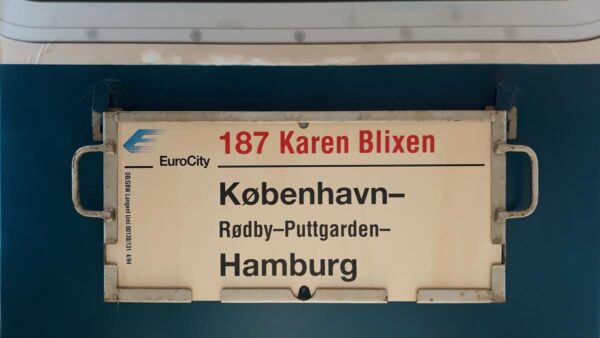 187 Karen Blixen
EuroCity
København–
Rødby–Puttgarden–
Hamburg